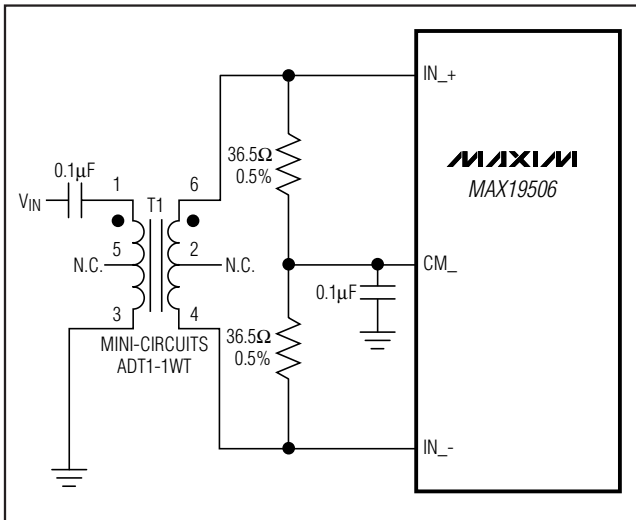 IN_+
36.5Ω
0.5%
MAXIM
MAX19506
0.1μF
VIN
1
T1
6
5
2
N.C.
N.C.
3
4
CM_
0.1μF
MINI-CIRCUITS
ADT1-1WT
36.5Ω
0.5%
IN_-